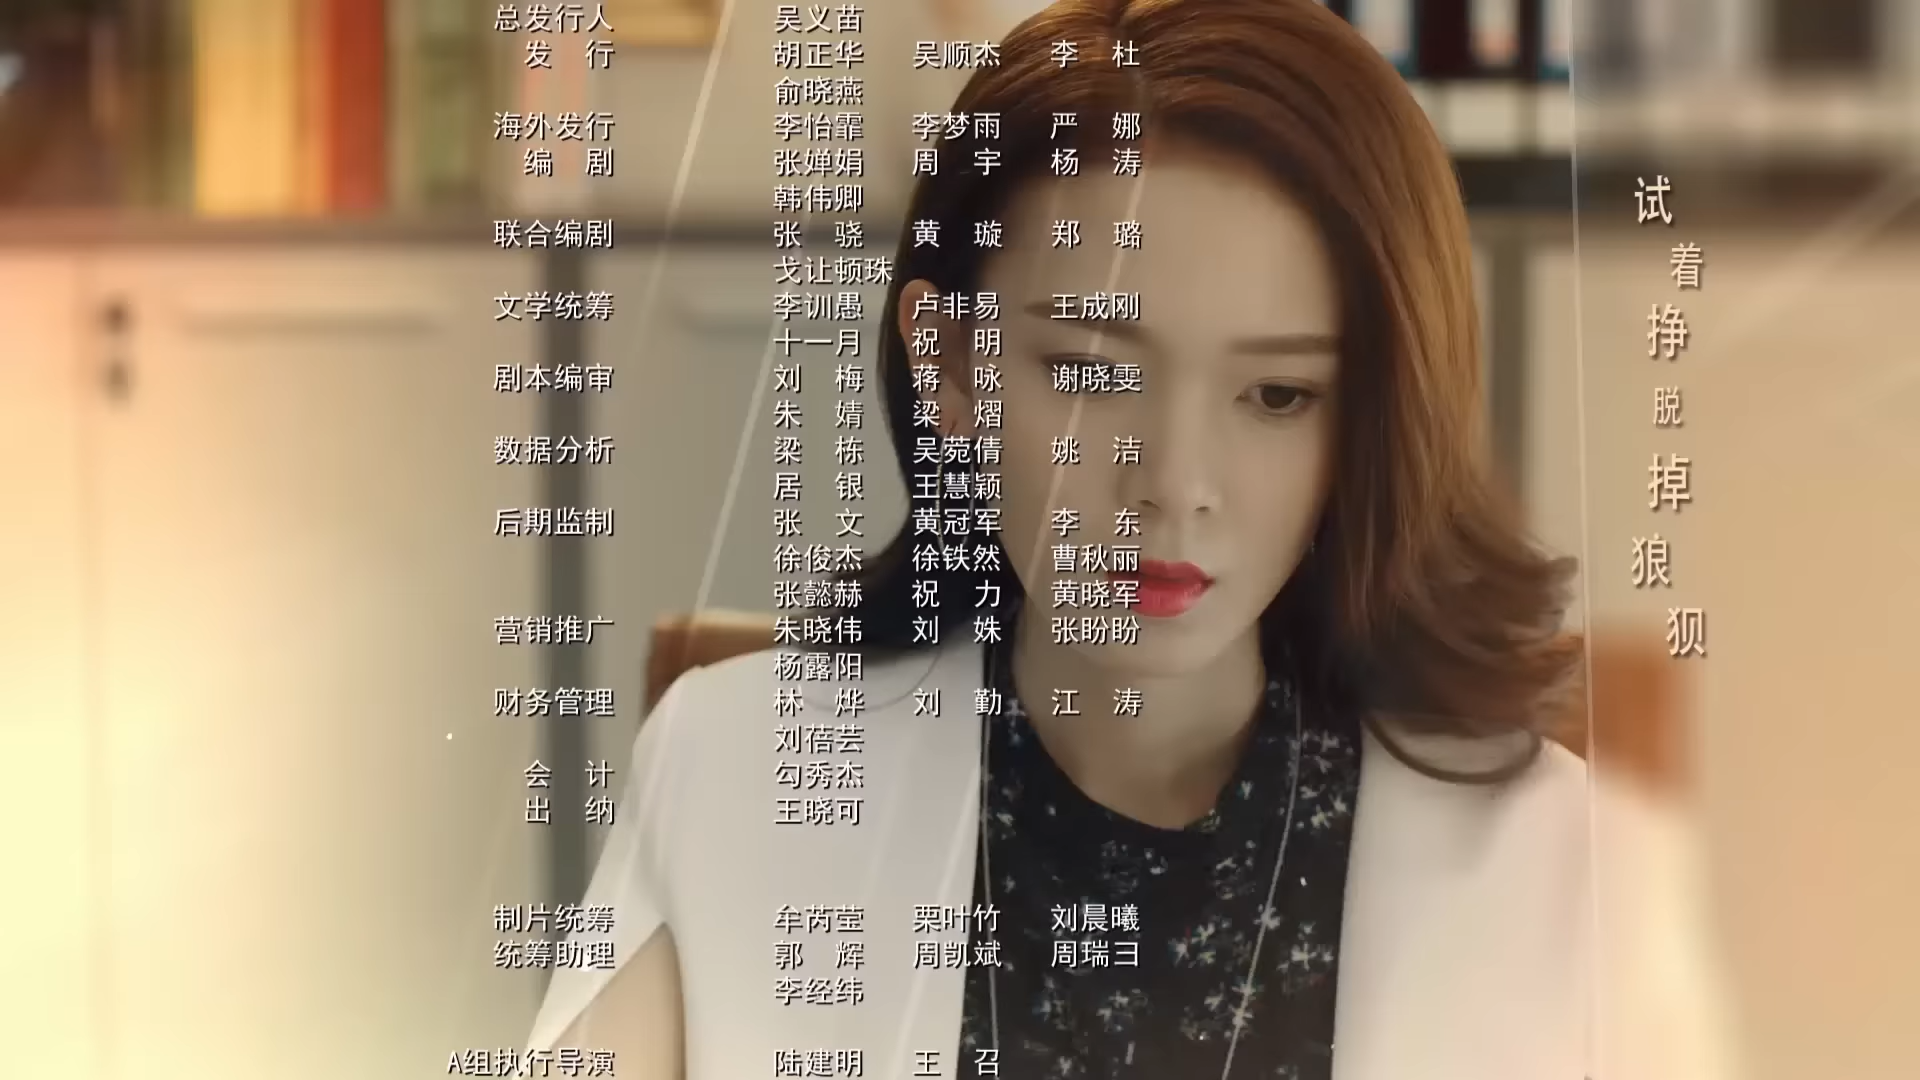 总发行人 吴义苗
发 行 胡正华 吴顺杰 李 杜
俞晓燕
海外发行 李怡霏 李梦雨 严 娜
编 剧 张婵娟 周 宇 杨 涛
韩伟卿
联合编剧 张 骁 黄 璇 郑 璐
戈让顿珠
文学统筹 李训愚 卢非易 王成刚
十一月 祝 明
剧本编审 刘 梅 蒋 咏 谢晓雯
朱 婧 梁 熠
数据分析 梁 栋 吴菀倩 姚 洁
居 银 王慧颖
后期监制 张 文 黄冠军 李 东
徐俊杰 徐铁然 曹秋丽
张懿赫 祝 力 黄晓军
营销推广 朱晓伟 刘 姝 张盼盼
杨露阳
财务管理 林 烨 刘 勤 江 涛
刘蓓芸
会 计 勾秀杰
出 纳 王晓可
制片统筹 牟芮莹 栗叶竹 刘晨曦
统筹助理 郭 辉 周凯斌 周瑞彐
李经纬
A组执行导演 陆建明 王 召
试着挣脱掉狼狈